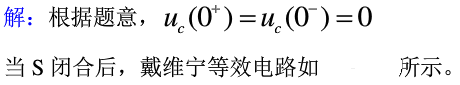 解：根据题意，u_c(0⁺)=u_c(0⁻)=0
当 S 闭合后，戴维宁等效电路如 所示。